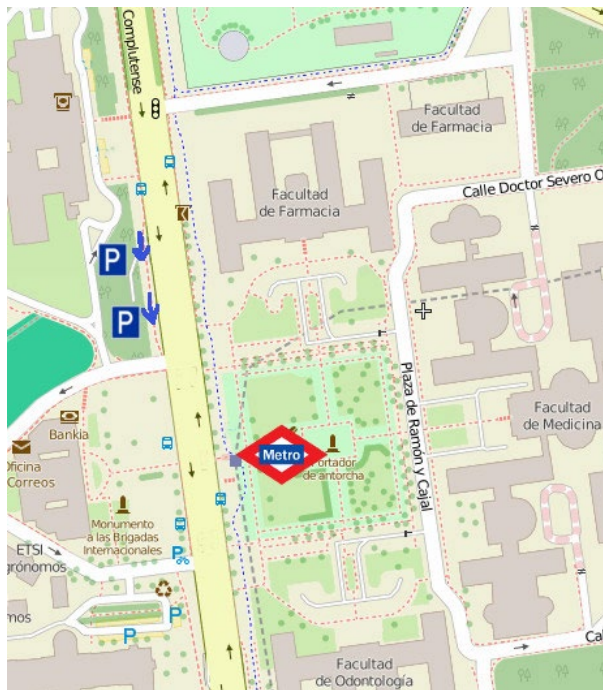 Complutense
Facultad
de Farmacia
Facultad
de Farmacia
Calle Doctor Severo O
P
P
Plaza de Ramón y Cajal
Bankia
Oficina
Correos
Metro
Portador
de antorcha
Facultad
de Medicina
Monumento
a las Brigadas
Internacionales
ETSI
grónomos
P
mos
P
P
Cal
Facultad
de Odontología